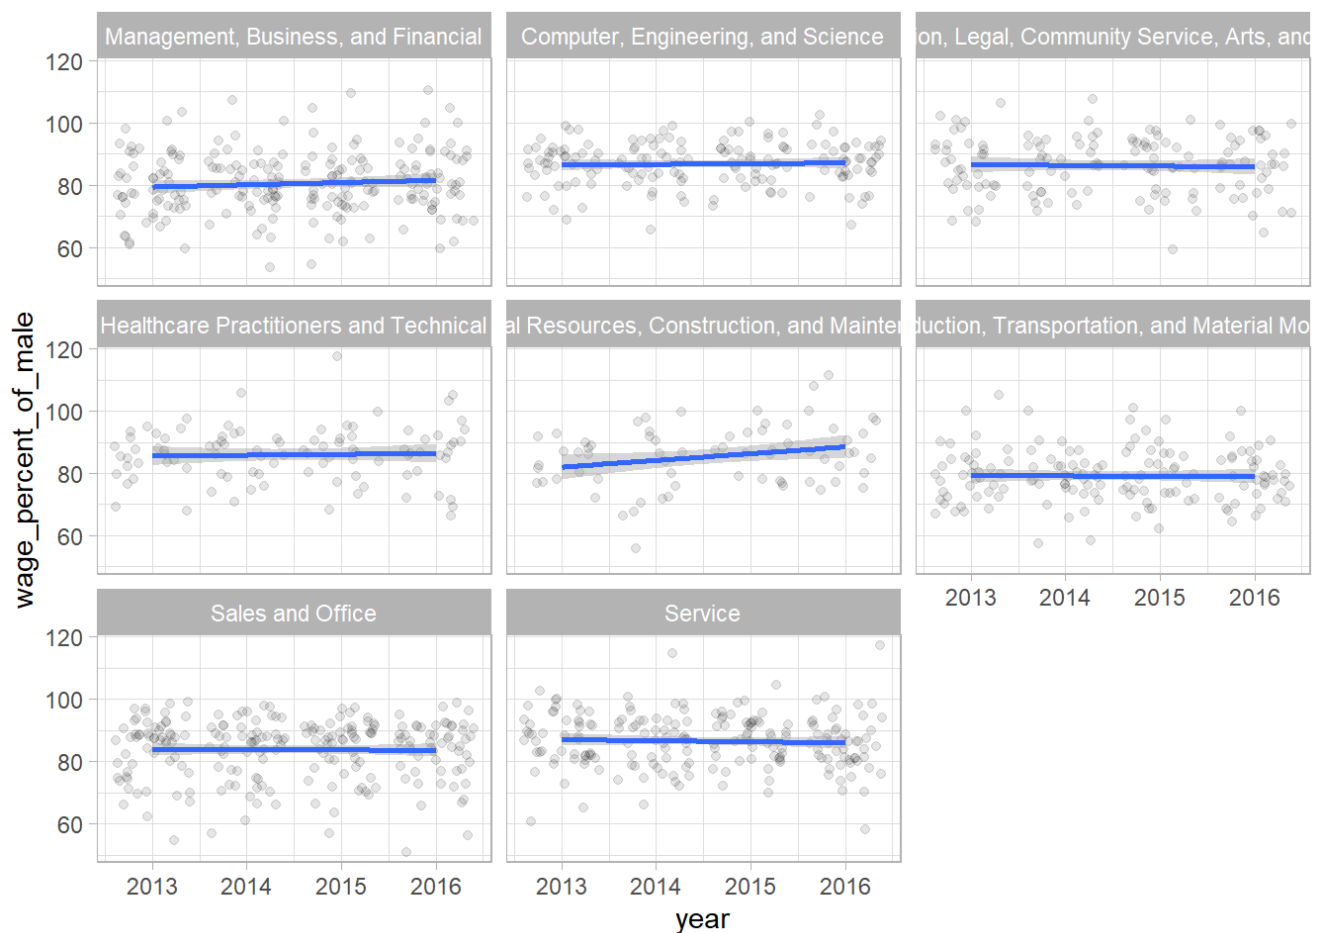 Management, Business, and Financial
Computer, Engineering, and Science
on, Legal, Community Service, Arts, and
120
100
80
60
Healthcare Practitioners and Technical
al Resources, Construction, and Mainten
duction, Transportation, and Material Mo
120
100
80
60
wage_percent_of_male
2013 2014 2015 2016
Sales and Office
Service
120
100
80
60
2013 2014 2015 2016
2013 2014 2015 2016
year